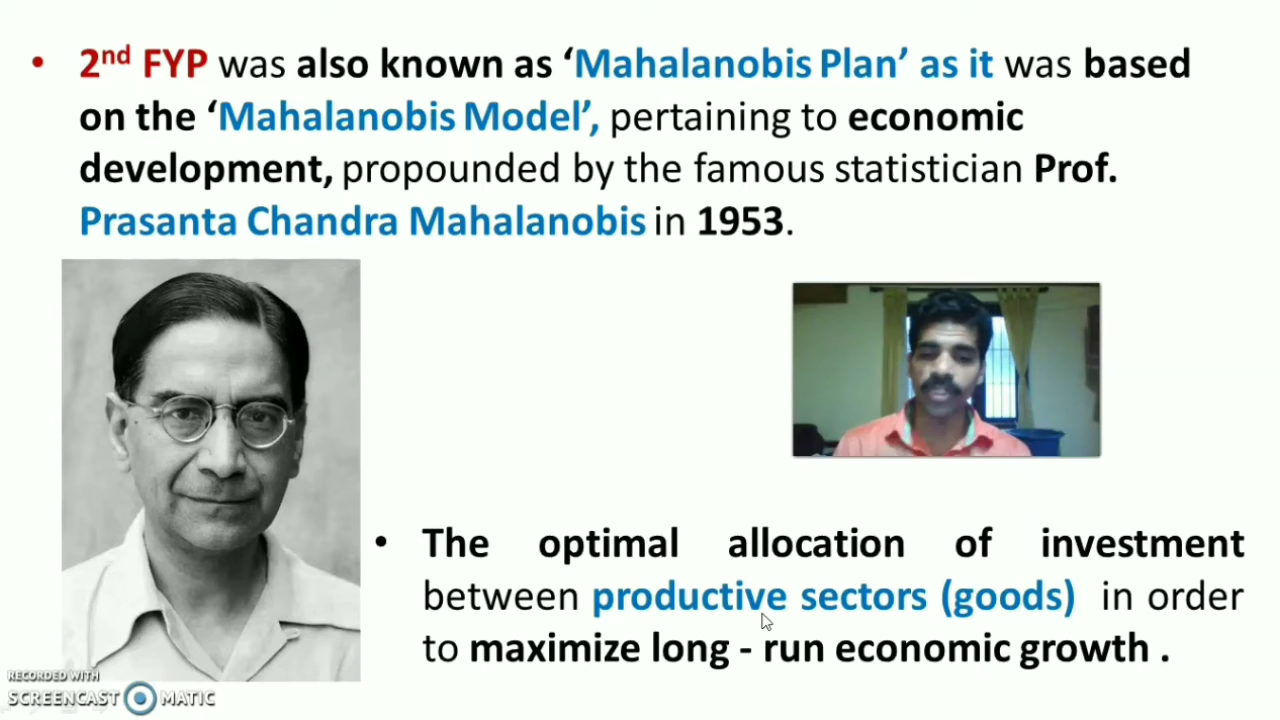 • 2nd FYP was also known as ‘Mahalanobis Plan’ as it was based
on the ‘Mahalanobis Model’, pertaining to economic
development, propounded by the famous statistician Prof.
Prasanta Chandra Mahalanobis in 1953.
• The optimal allocation of investment
between productive sectors (goods) in order
to maximize long - run economic growth .
RECORDED WITH
SCREENCAST MATIC